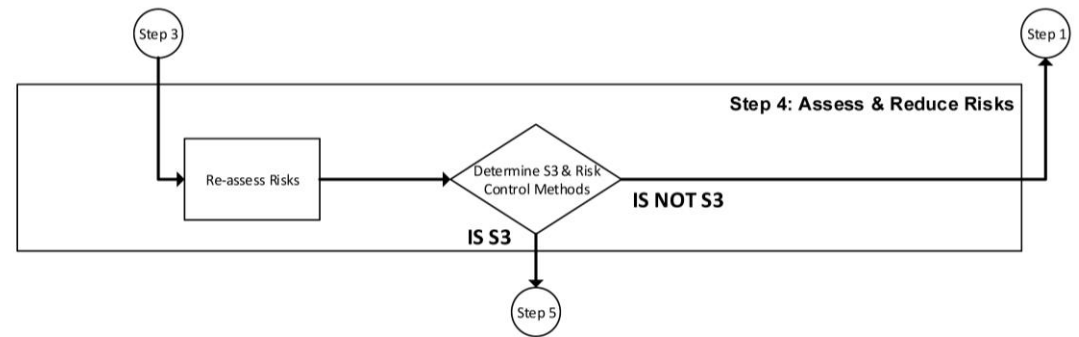 Step 3
Step 1
Step 4: Assess & Reduce Risks
Re-assess Risks
Determine S3 & Risk
Control Methods
IS NOT S3
IS S3
Step 5